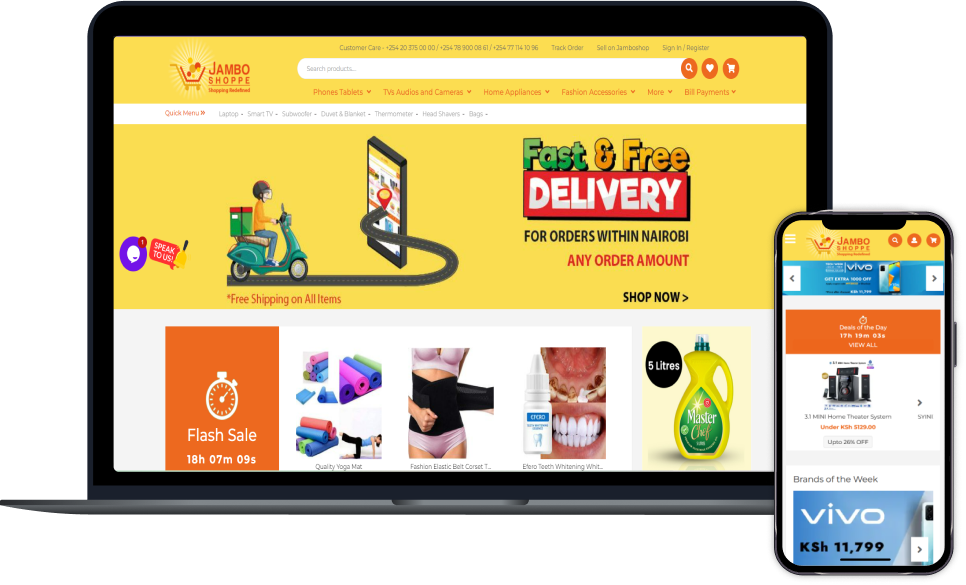 Customer Care - +254 20 315 00 00 / +254 78 900 08 61 / +254 77 114 10 96 Track Order Sell on Jamboshop Sign In / Register
JAMBO
SHOPPE
Shopping Redefined
Search products...
Phones Tablets TVs Audios and Cameras Home Appliances Fashion Accessories More Bill Payments
Quick Menu » Laptop Smart TV Subwoofer Duvet & Blanket Thermometer Head Shavers Bags
Fast & Free
DELIVERY
FOR ORDERS WITHIN NAIROBI
ANY ORDER AMOUNT
*Free Shipping on All Items
SHOP NOW >
1
SPEAK
TO US!
Flash Sale
18h 07m 09s
Quality Yoga Mat
Fashion Elastic Belt Corset T...
EFERO
Efero Teeth Whitening Whit...
5 Litres
Master
Chef
JAMBO
SHOPPE
Shopping Redefined
vivo
GET EXTRA 1000 OFF
KSh 11,799
Deals of the Day
17h 19m 03s
VIEW ALL
3.1 MINI Home Theater System
SYINI
Under KSh 5129.00
Upto 26% OFF
Brands of the Week
vivo
KSh 11,799